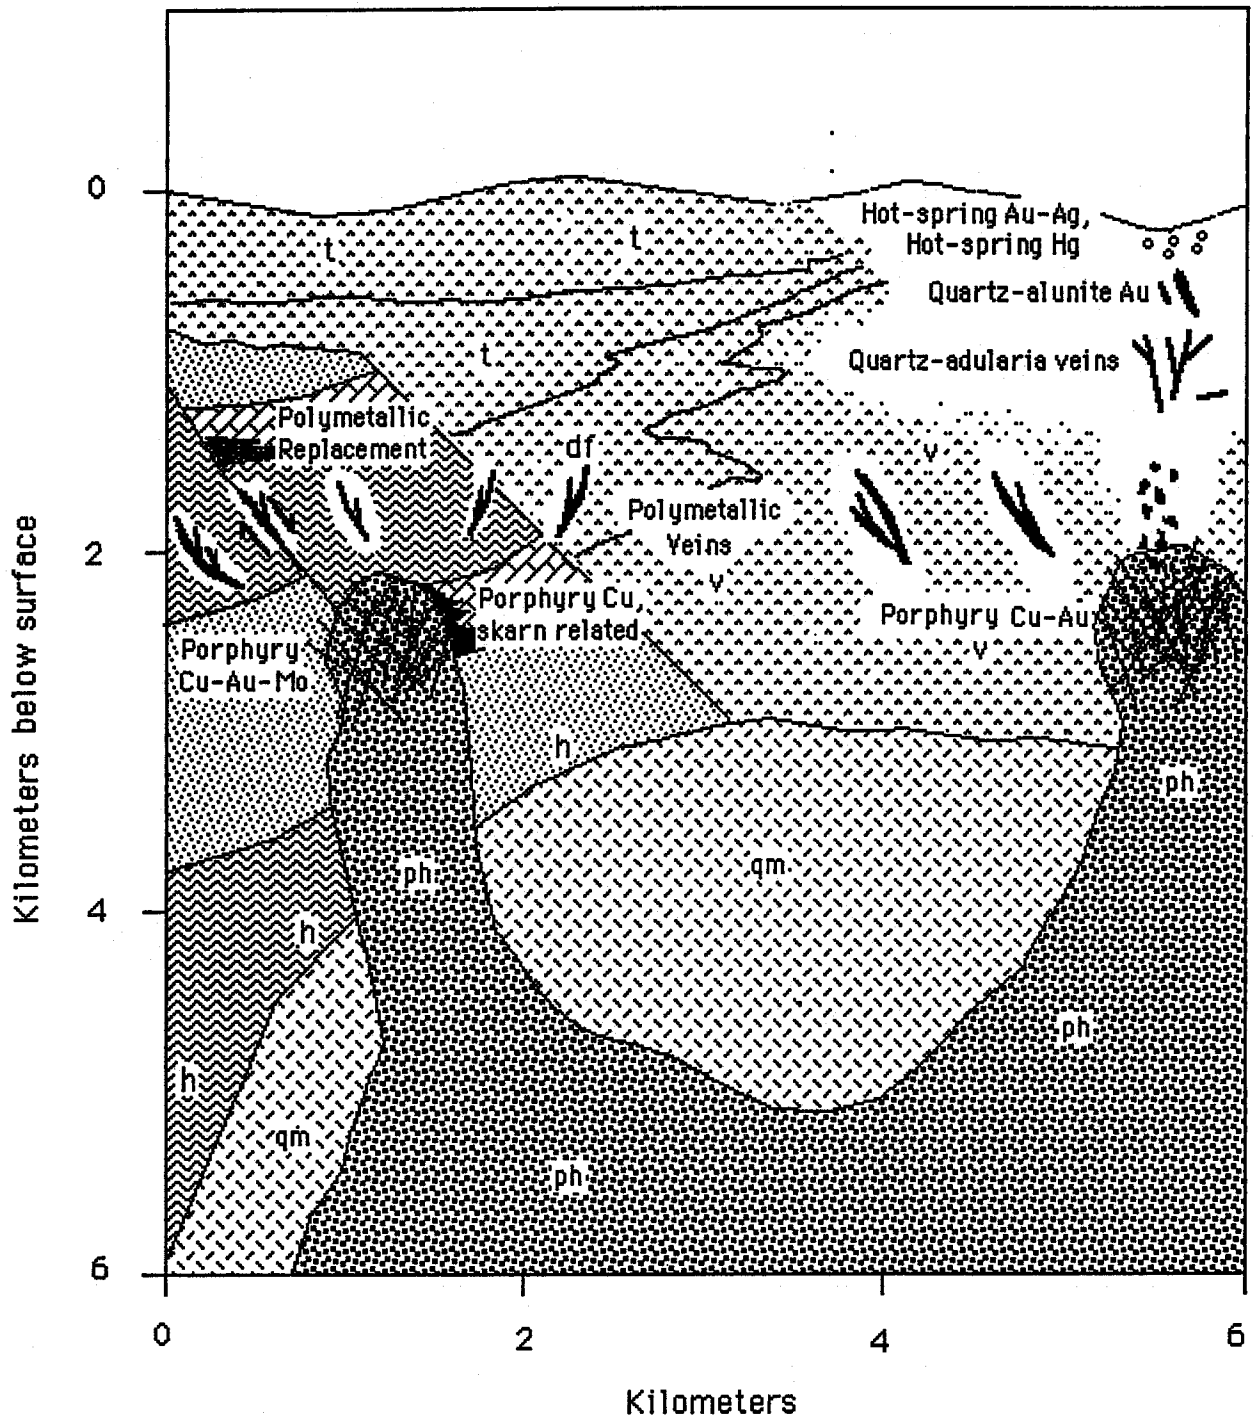 0
Hot-spring Au-Ag,
Hot-spring Hg
t
t
Quartz-alunite Au
t
Quartz-adularia veins
Polymetallic
Replacement
df
v
Polymetallic
Veins
2
v
Porphyry Cu,
skarn related
Porphyry Cu-Au
v
Porphyry
Cu-Au-Mo
h
ph
ph
qm
4
h
ph
h
qm
ph
6
0
2
4
6
Kilometers below surface
Kilometers